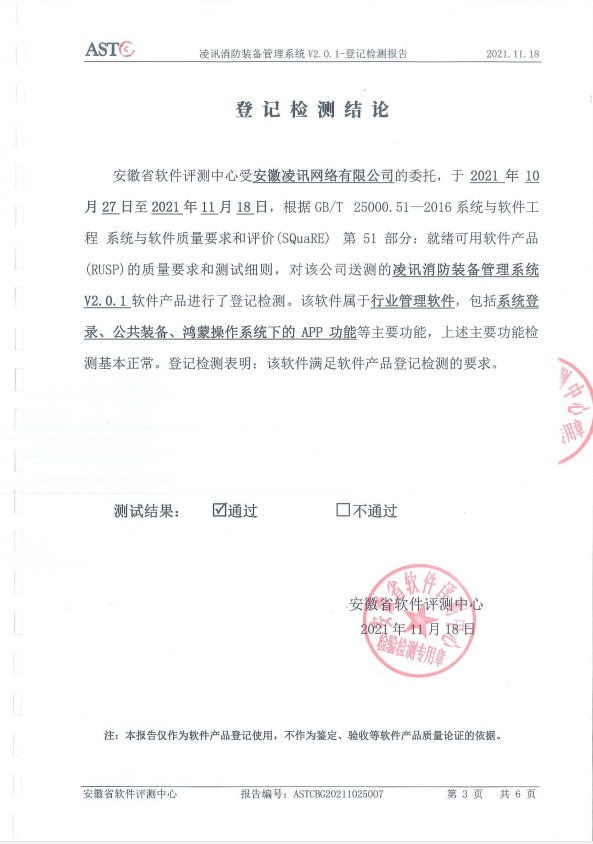 ASTC 凌讯消防装备管理系统 V2.0.1-登记检测报告 2021.11.18
登记检测结论
安徽省软件评测中心受安徽凌讯网络有限公司的委托，于 2021 年 10
月 27 日至 2021 年 11 月 18 日，根据 GB/T 25000.51—2016 系统与软件工
程 系统与软件质量要求和评价(SQuaRE) 第 51 部分：就绪可用软件产品
(RUSP)的质量要求和测试细则，对该公司送测的凌讯消防装备管理系统
V2.0.1 软件产品进行了登记检测。该软件属于行业管理软件，包括系统登
录、公共装备、鸿蒙操作系统下的 APP 功能等主要功能，上述主要功能检
测基本正常。登记检测表明：该软件满足软件产品登记检测的要求。
测中心
用章
测试结果： ☑通过 ☐不通过
安徽省软件评测中心
2021 年 11 月 18 日
安徽省软件评测中心
检验检测专用章
注：本报告仅作为软件产品登记使用，不作为鉴定、验收等软件产品质量论证的依据。
安徽省软件评测中心 报告编号：ASTCBG20211025007 第 3 页 共 6 页